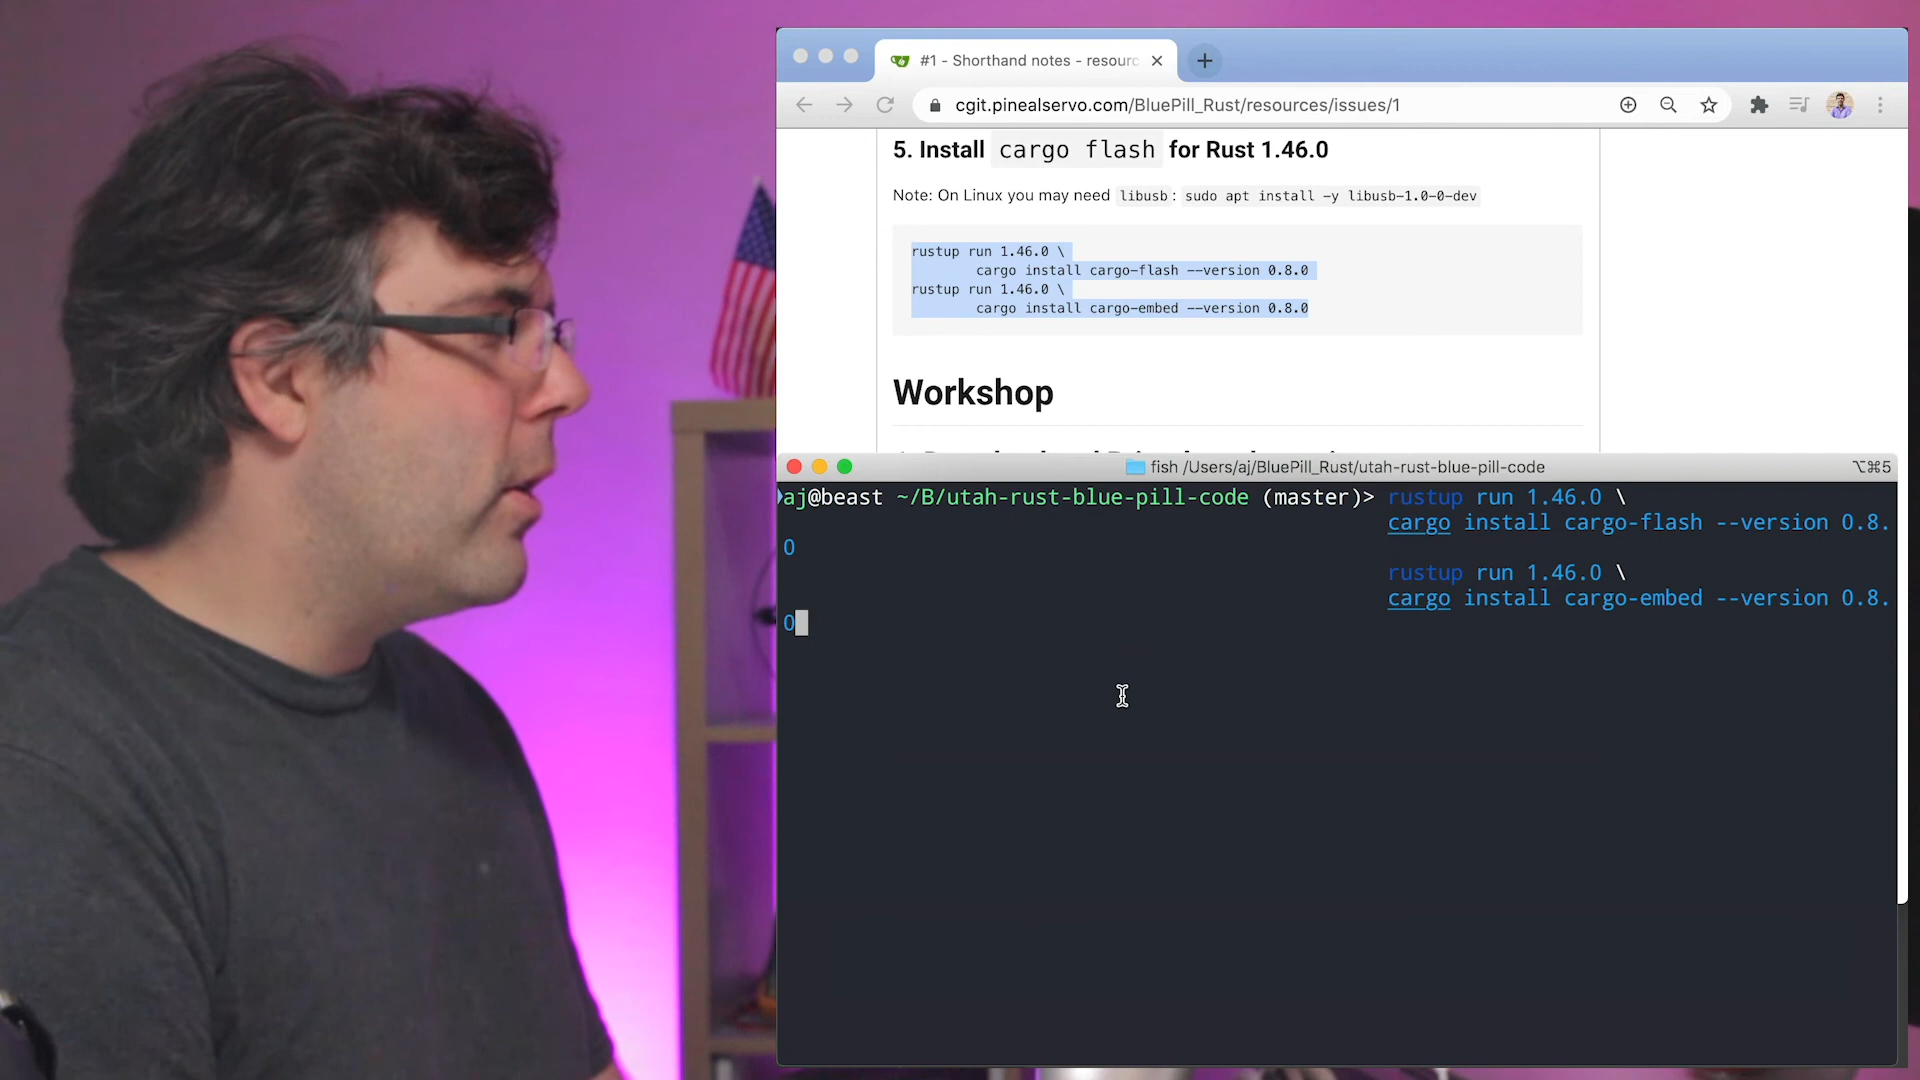 #1 - Shorthand notes - resourc
cgit.pinealservo.com/BluePill_Rust/resources/issues/1
5. Install cargo flash for Rust 1.46.0
Note: On Linux you may need libusb: sudo apt install -y libusb-1.0-0-dev
rustup run 1.46.0 \
cargo install cargo-flash --version 0.8.0
rustup run 1.46.0 \
cargo install cargo-embed --version 0.8.0
Workshop
fish /Users/aj/BluePill_Rust/utah-rust-blue-pill-code
⌥⌘5
aj@beast ~/B/utah-rust-blue-pill-code (master)> rustup run 1.46.0 \
cargo install cargo-flash --version 0.8.
0
rustup run 1.46.0 \
cargo install cargo-embed --version 0.8.
0